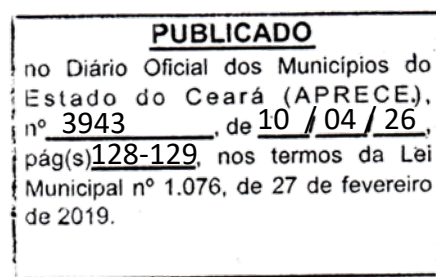 PUBLICADO
no Diário Oficial dos Municípios do
Estado do Ceará (APRECE),
nº 3943, de 10 / 04 / 26,
pág(s) 128-129, nos termos da Lei
Municipal nº 1.076, de 27 de fevereiro
de 2019.